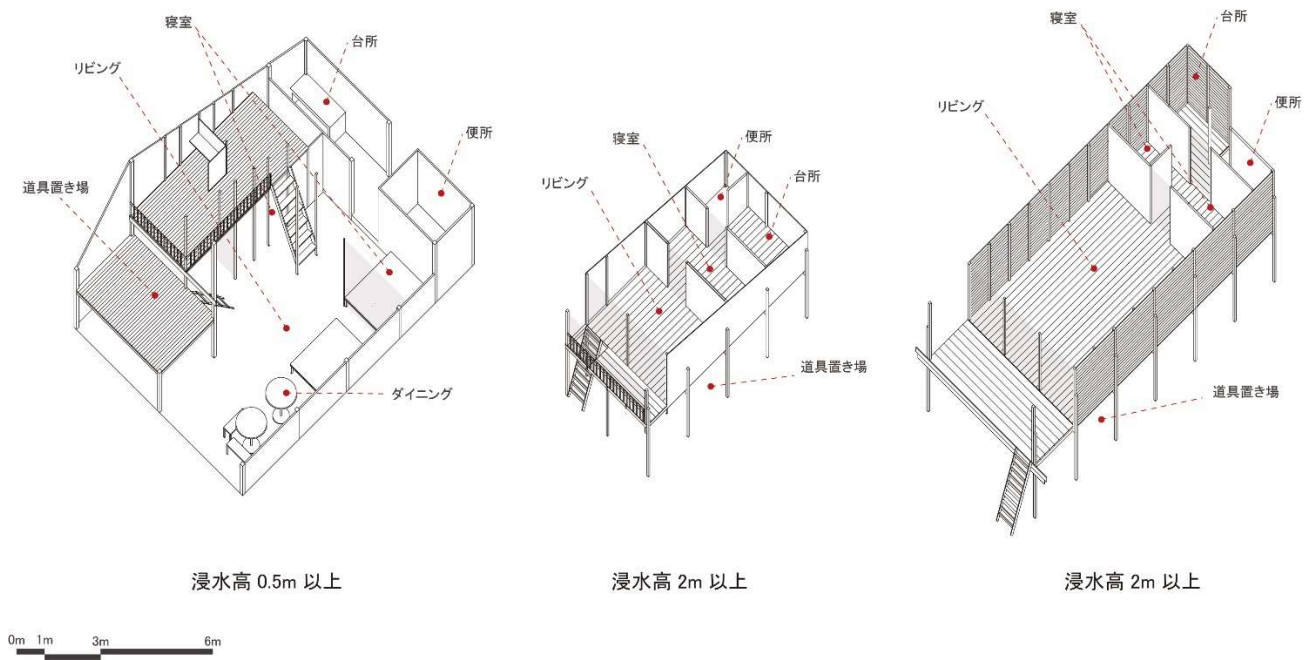 寝室
台所
リビング
便所
道具置き場
ダイニング
浸水高 0.5m 以上
便所
寝室
台所
リビング
道具置き場
浸水高 2m 以上
台所
寝室
便所
リビング
道具置き場
浸水高 2m 以上
0m 1m 3m 6m